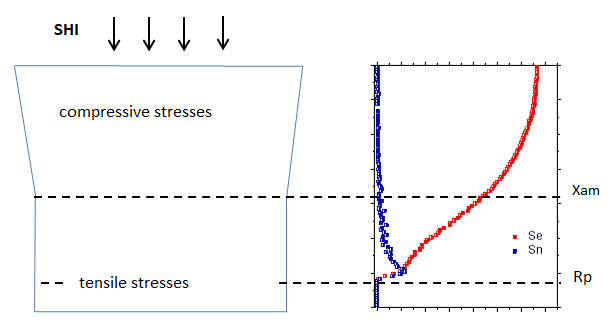 SHI
compressive stresses
Xam
Se
Sn
tensile stresses
Rp